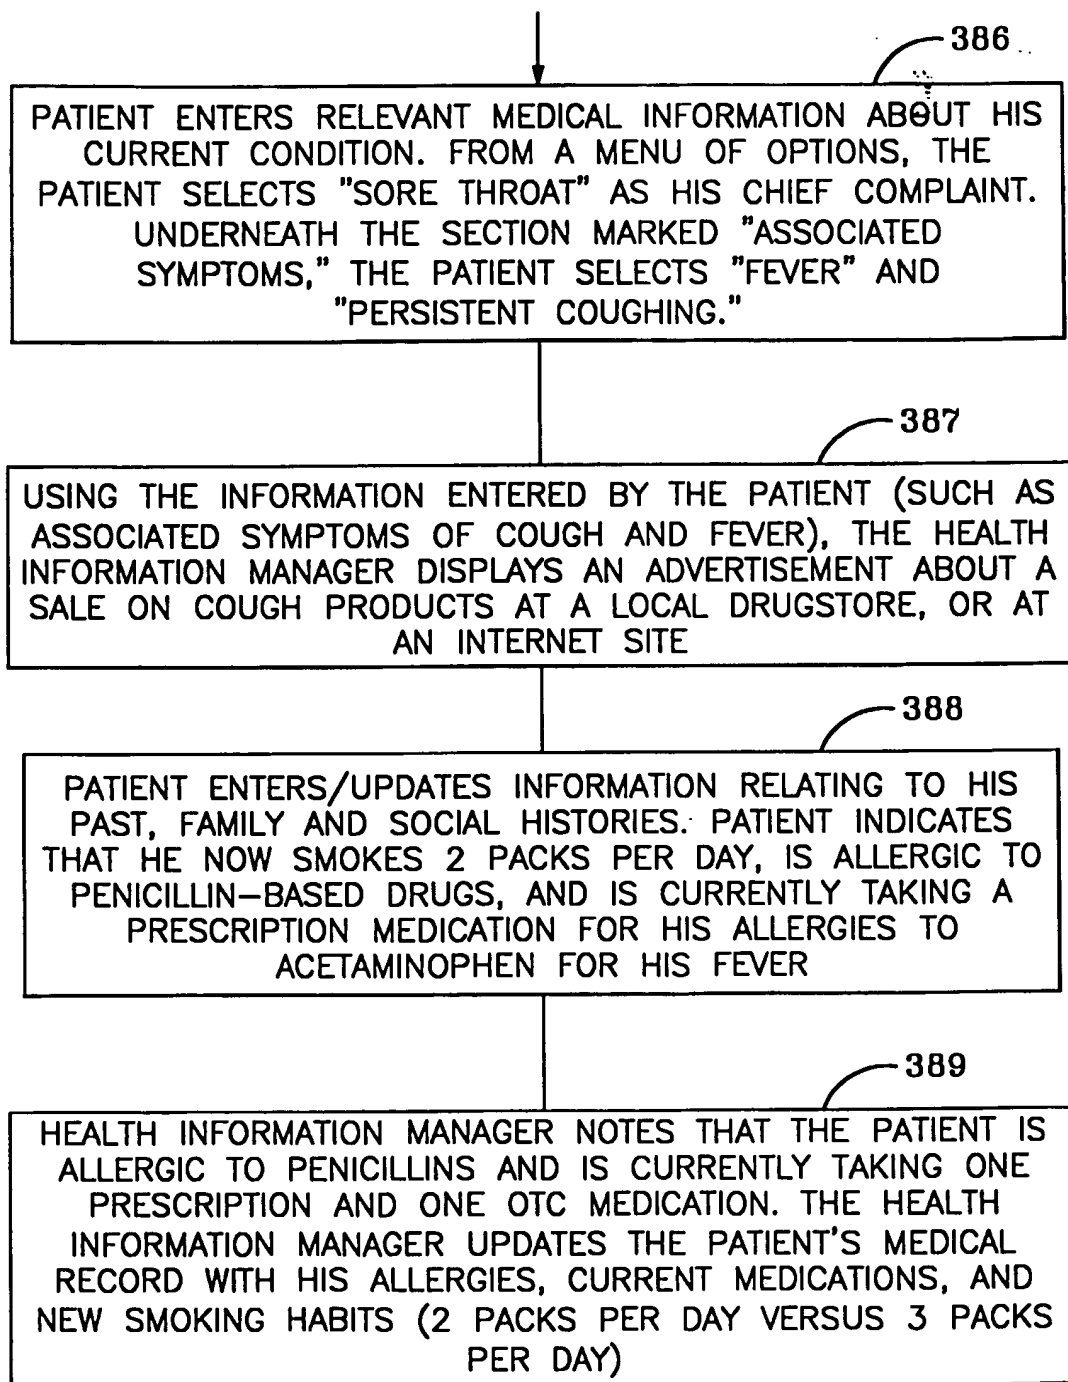 386
PATIENT ENTERS RELEVANT MEDICAL INFORMATION ABOUT HIS
CURRENT CONDITION. FROM A MENU OF OPTIONS, THE
PATIENT SELECTS "SORE THROAT" AS HIS CHIEF COMPLAINT.
UNDERNEATH THE SECTION MARKED "ASSOCIATED
SYMPTOMS," THE PATIENT SELECTS "FEVER" AND
"PERSISTENT COUGHING."
387
USING THE INFORMATION ENTERED BY THE PATIENT (SUCH AS
ASSOCIATED SYMPTOMS OF COUGH AND FEVER), THE HEALTH
INFORMATION MANAGER DISPLAYS AN ADVERTISEMENT ABOUT A
SALE ON COUGH PRODUCTS AT A LOCAL DRUGSTORE, OR AT
AN INTERNET SITE
388
PATIENT ENTERS/UPDATES INFORMATION RELATING TO HIS
PAST, FAMILY AND SOCIAL HISTORIES. PATIENT INDICATES
THAT HE NOW SMOKES 2 PACKS PER DAY, IS ALLERGIC TO
PENICILLIN-BASED DRUGS, AND IS CURRENTLY TAKING A
PRESCRIPTION MEDICATION FOR HIS ALLERGIES TO
ACETAMINOPHEN FOR HIS FEVER
389
HEALTH INFORMATION MANAGER NOTES THAT THE PATIENT IS
ALLERGIC TO PENICILLINS AND IS CURRENTLY TAKING ONE
PRESCRIPTION AND ONE OTC MEDICATION. THE HEALTH
INFORMATION MANAGER UPDATES THE PATIENT'S MEDICAL
RECORD WITH HIS ALLERGIES, CURRENT MEDICATIONS, AND
NEW SMOKING HABITS (2 PACKS PER DAY VERSUS 3 PACKS
PER DAY)